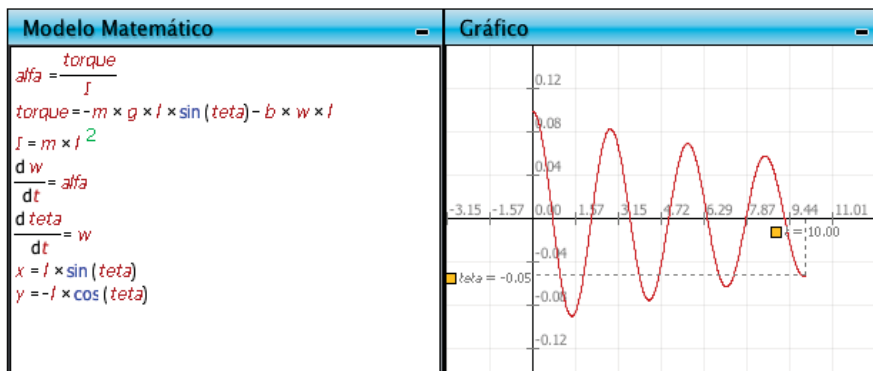 Modelo Matemático
alfa = torque / I
torque = -m × g × l × sin (teta) - b × w × l
I = m × l 2
d w / dt = alfa
d teta / dt = w
x = l × sin (teta)
y = -l × cos (teta)
Gráfico
0.12
0.08
0.04
-3.15 -1.57 0.00 1.57 3.15 4.72 6.29 7.87 9.44 11.01
= 10.00
-0.04
teta = -0.05
-0.08
-0.12